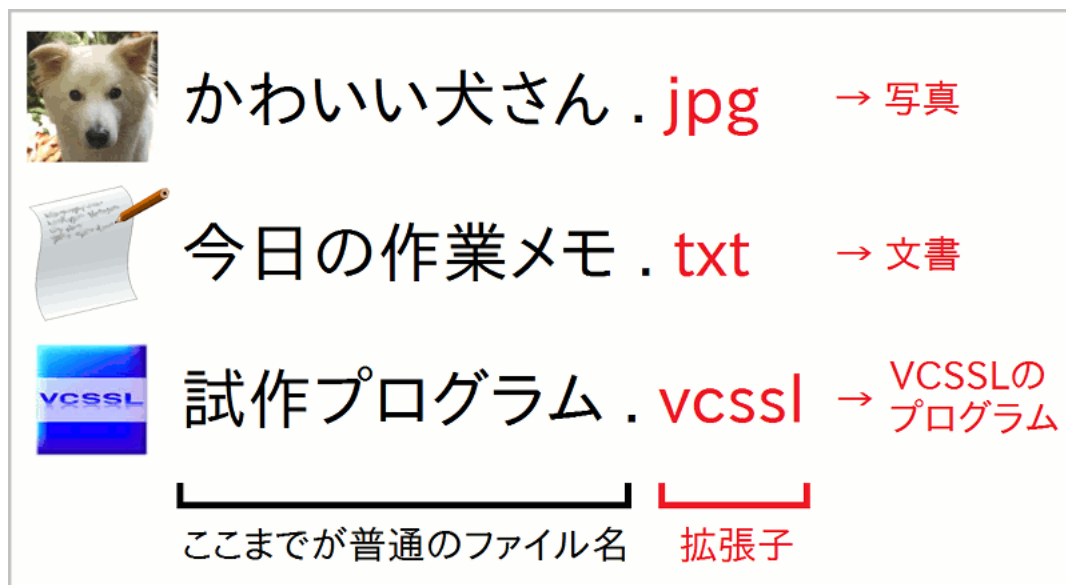 かわいい犬さん . jpg → 写真
今日の作業メモ . txt → 文書
VCSSL
試作プログラム . vcssl → VCSSLの
プログラム
ここまでが普通のファイル名 拡張子